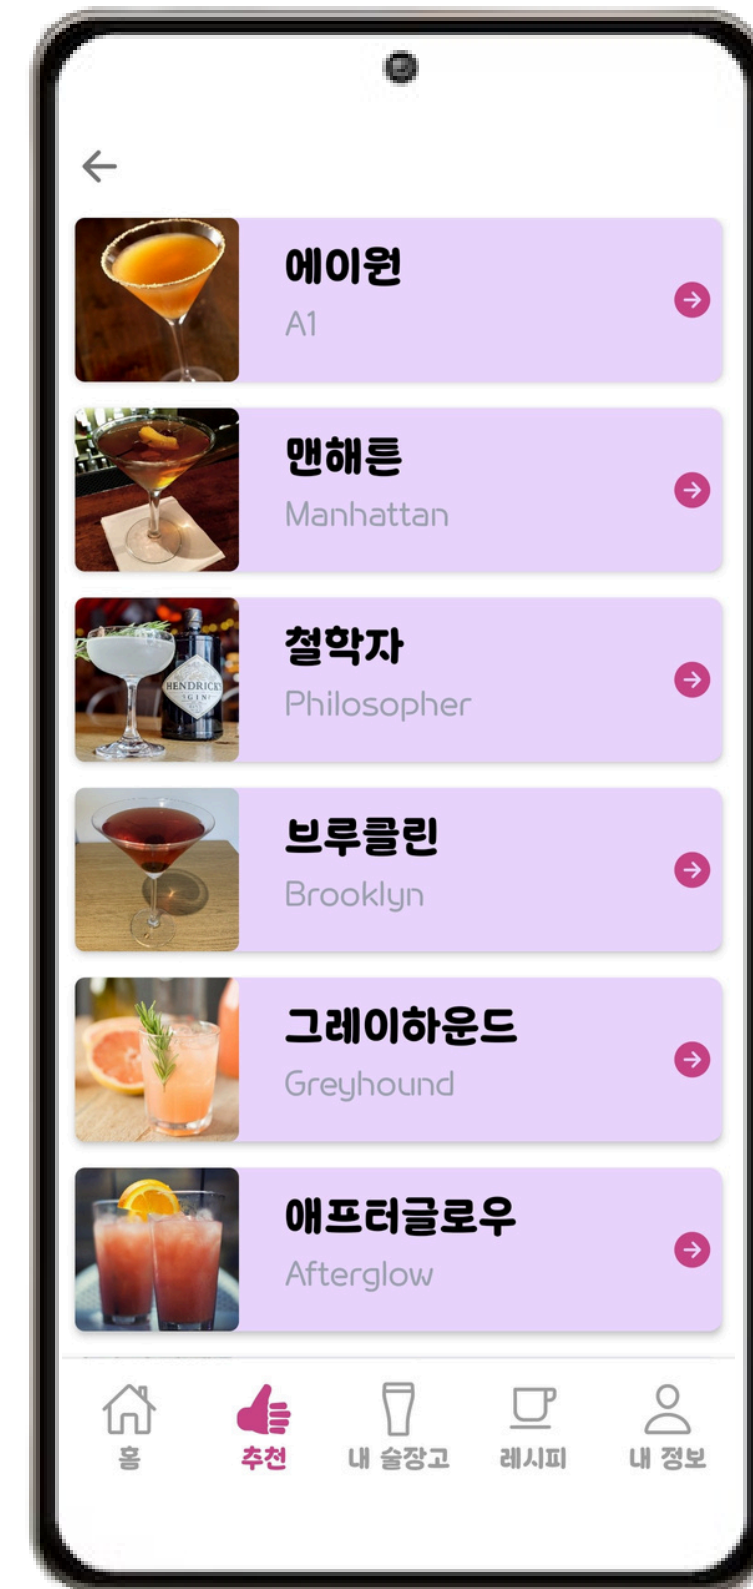 에이원
A1
맨해튼
Manhattan
HENDRICK'S
GIN
철학자
Philosopher
브루클린
Brooklyn
그레이하운드
Greyhound
애프터글로우
Afterglow
홈
추천
내 술장고
레시피
내 정보